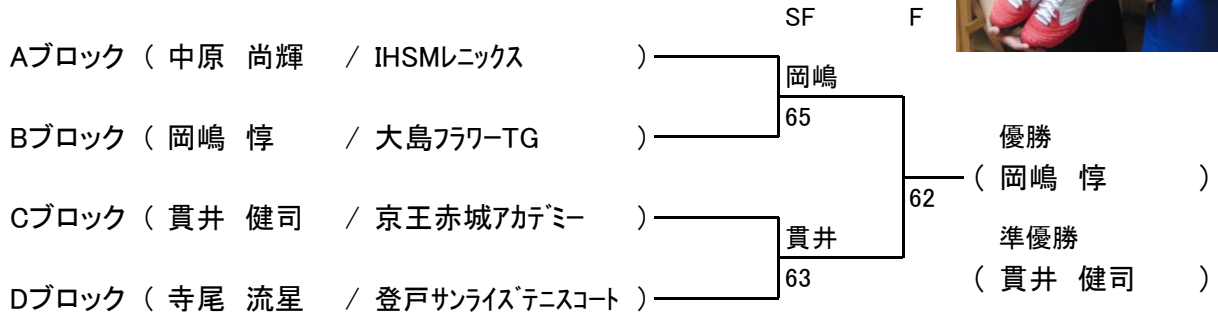 SF F
Aブロック ( 中原 尚輝 / IHSMレニックス )
岡嶋
65
Bブロック ( 岡嶋 惇 / 大島フラワーTG )
優勝
( 岡嶋 惇 )
62
Cブロック ( 貫井 健司 / 京王赤城アカデミー )
貫井
63
準優勝
( 貫井 健司 )
Dブロック ( 寺尾 流星 / 登戸サンライズテニスコート )